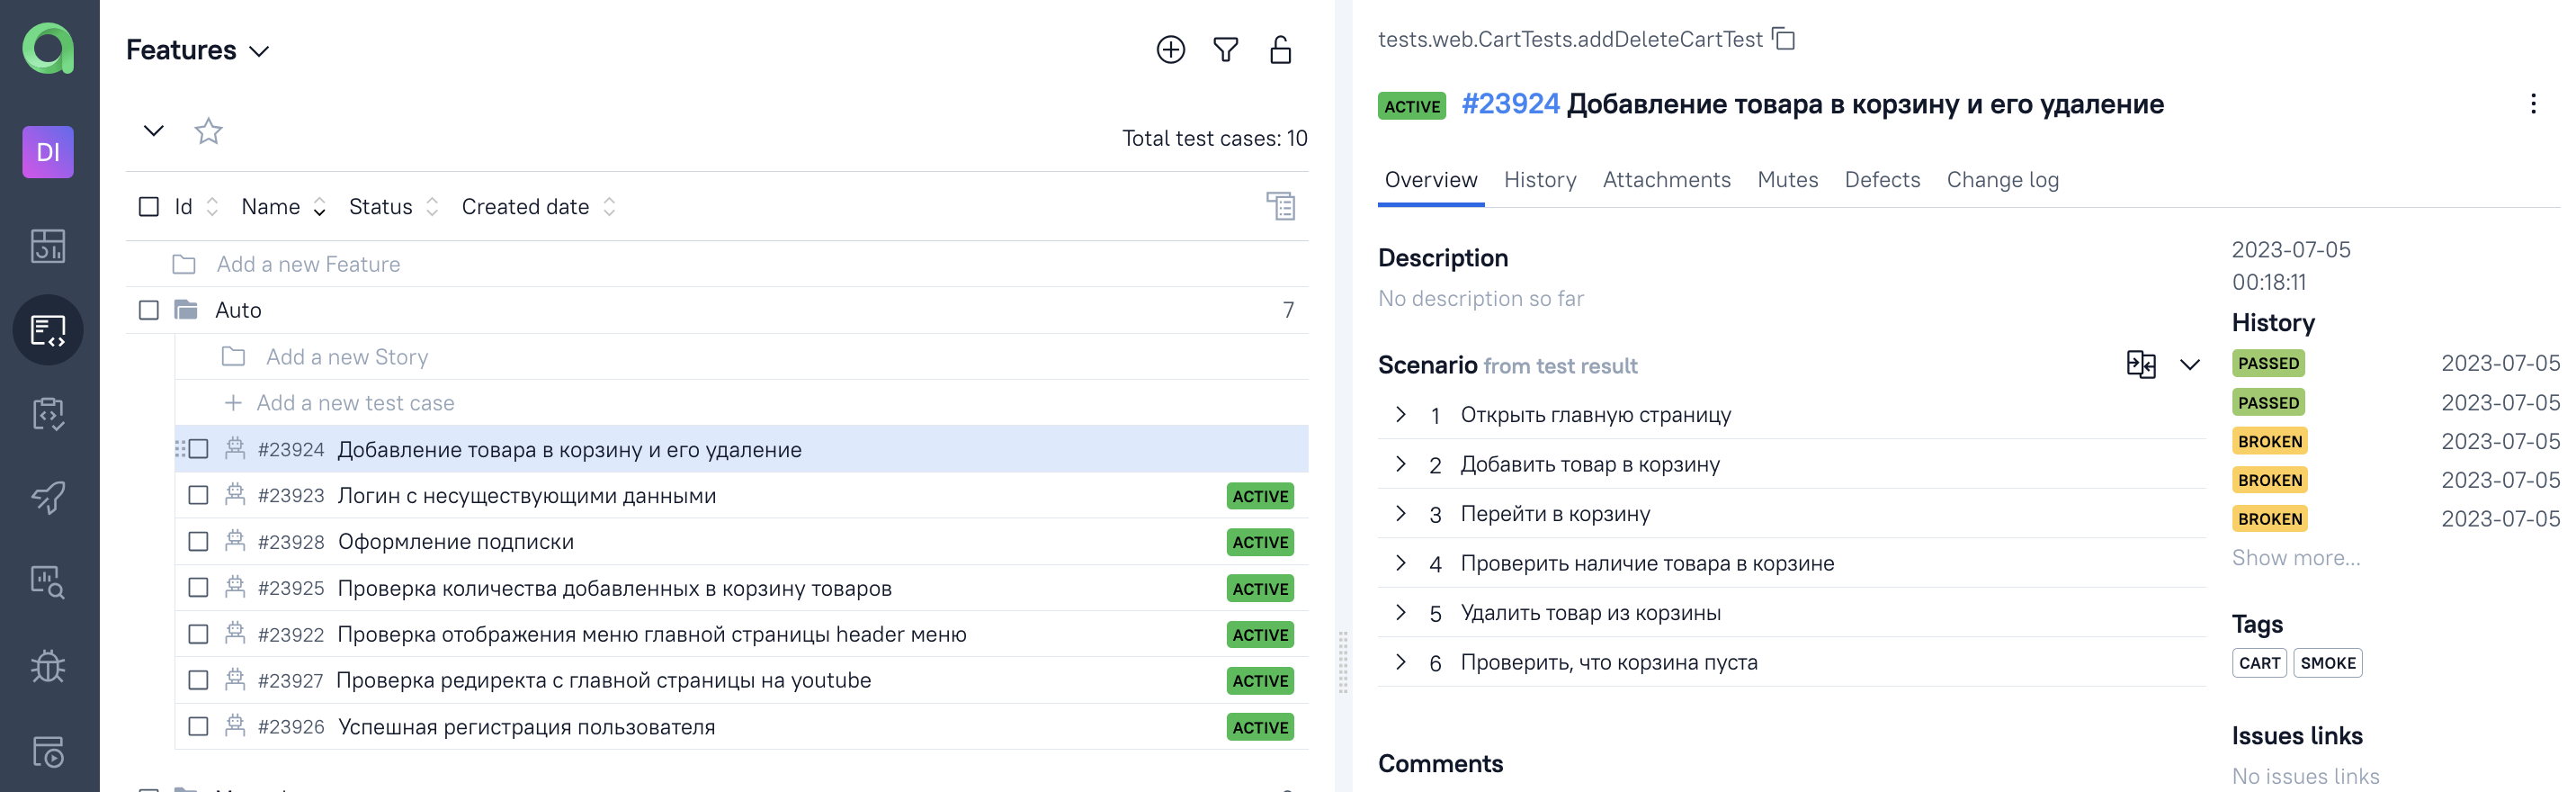 DI
Features
Total test cases: 10
Id Name Status Created date
Add a new Feature
Auto 7
Add a new Story
Add a new test case
#23924 Добавление товара в корзину и его удаление
#23923 Логин с несуществующими данными ACTIVE
#23928 Оформление подписки ACTIVE
#23925 Проверка количества добавленных в корзину товаров ACTIVE
#23922 Проверка отображения меню главной страницы header меню ACTIVE
#23927 Проверка редиректа с главной страницы на youtube ACTIVE
#23926 Успешная регистрация пользователя ACTIVE
tests.web.CartTests.addDeleteCartTest
ACTIVE #23924 Добавление товара в корзину и его удаление
Overview History Attachments Mutes Defects Change log
Description
No description so far
Scenario from test result
1 Открыть главную страницу
2 Добавить товар в корзину
3 Перейти в корзину
4 Проверить наличие товара в корзине
5 Удалить товар из корзины
6 Проверить, что корзина пуста
Comments
2023-07-05
00:18:11
History
PASSED 2023-07-05
PASSED 2023-07-05
BROKEN 2023-07-05
BROKEN 2023-07-05
BROKEN 2023-07-05
Show more...
Tags
CART SMOKE
Issues links
No issues links